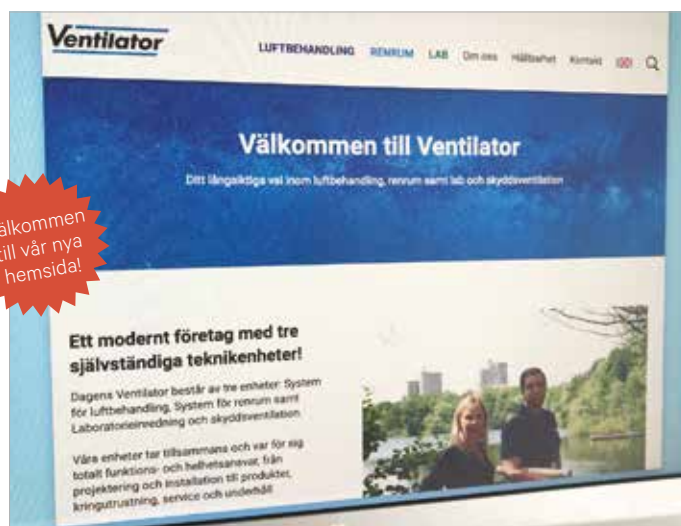 Ventilator
LUFTBEHANDLING RENRUM LAB Om oss Hållbarhet Kontakt
Välkommen till Ventilator
Ditt långsiktiga val inom luftbehandling, renrum samt lab och skyddsventilation
Välkommen
till vår nya
hemsida!
Ett modernt företag med tre
självständiga teknikenheter!
Dagens Ventilator består av tre enheter: System
för luftbehandling, System för renrum samt
Laboratorieinredning och skyddsventilation
Våra enheter tar tillsammans och var för sig
totalt funktions- och helhetsansvar, från
projektering och installation till produkter,
kringutrustning, service och underhåll